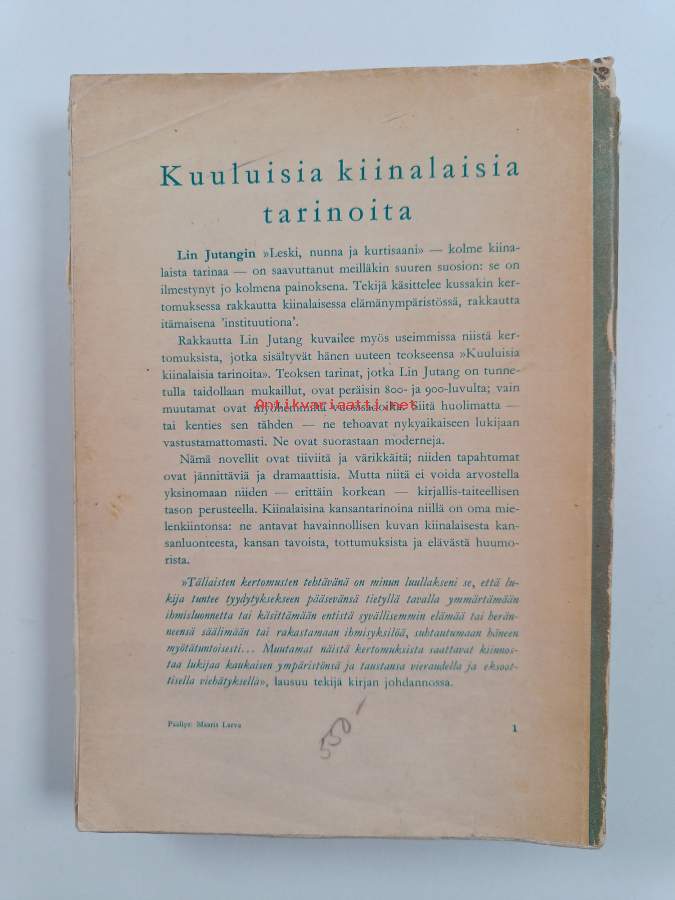 Kuuluisia kiinalaisia
tarinoita
Lin Jutangin »Leski, nunna ja kurtisaani» — kolme kiina-
laista tarinaa — on saavuttanut meilläkin suuren suosion: se on
ilmestynyt jo kolmena painoksena. Tekijä käsittelee kussakin ker-
tomuksessa rakkautta kiinalaisessa elämänympäristössä, rakkautta
itämaisena 'instituutiona'.
Rakkautta Lin Jutang kuvailee myös useimmissa niistä ker-
tomuksista, jotka sisältyvät hänen uuteen teokseensa »Kuuluisia
kiinalaisia tarinoita». Teoksen tarinat, jotka Lin Jutang on tunne-
tulla taidollaan mukaillut, ovat peräisin 800- ja 900-luvulta; vain
Antikvariaatti.net
muutamat ovat myöhemmiltä vuosisadoilta. Siitä huolimatta —
tai kenties sen tähden — ne tehoavat nykyaikaiseen lukijaan
vastustamattomasti. Ne ovat suorastaan moderneja.
Nämä novellit ovat tiiviitä ja värikkäitä; niiden tapahtumat
ovat jännittäviä ja dramaattisia. Mutta niitä ei voida arvostella
yksinomaan niiden — erittäin korkean — kirjallis-taiteellisen
tason perusteella. Kiinalaisina kansantarinoina niillä on oma mie-
lenkiintonsa: ne antavat havainnollisen kuvan kiinalaisesta kan-
sanluonteesta, kansan tavoista, tottumuksista ja elävästä huumo-
rista.
»Tällaisten kertomusten tehtävänä on minun luullakseni se, että lu-
kija tuntee tyydytyksekseen pääsevänsä tietyllä tavalla ymmärtämään
ihmisluonnetta tai käsittämään entistä syvällisemmin elämää tai herän-
neensä säälimään tai rakastamaan ihmisyksilöä, suhtautumaan häneen
myötätuntoisesti... Muutamat näistä kertomuksista saattavat kiinnos-
taa lukijaa kaukaisen ympäristönsä ja taustansa vieraudella ja eksoot-
tisella viehätyksellä», lausuu tekijä kirjan johdannossa.
Päällys: Maaris Larva
1
550-